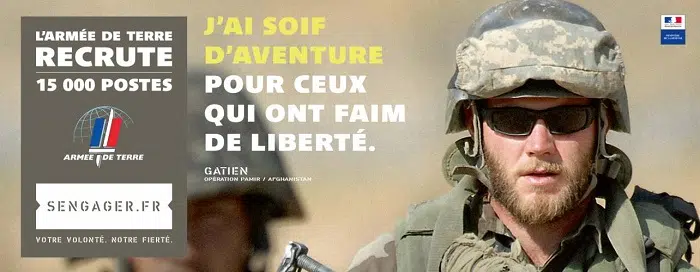 L'ARMÉE DE TERRE
RECRUTE
15 000 POSTES
ARMÉE DE TERRE
SENGAGER.FR
VOTRE VOLONTÉ. NOTRE FIERTÉ.
J'AI SOIF
D'AVENTURE
POUR CEUX
QUI ONT FAIM
DE LIBERTÉ.
GATIEN
OPÉRATION PAMIR / AFGHANISTAN